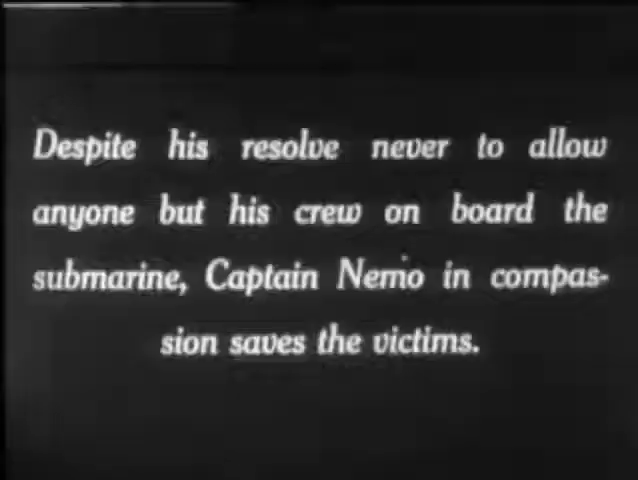 Despite his resolve never to allow
anyone but his crew on board the
submarine, Captain Nemo in compas-
sion saves the victims.